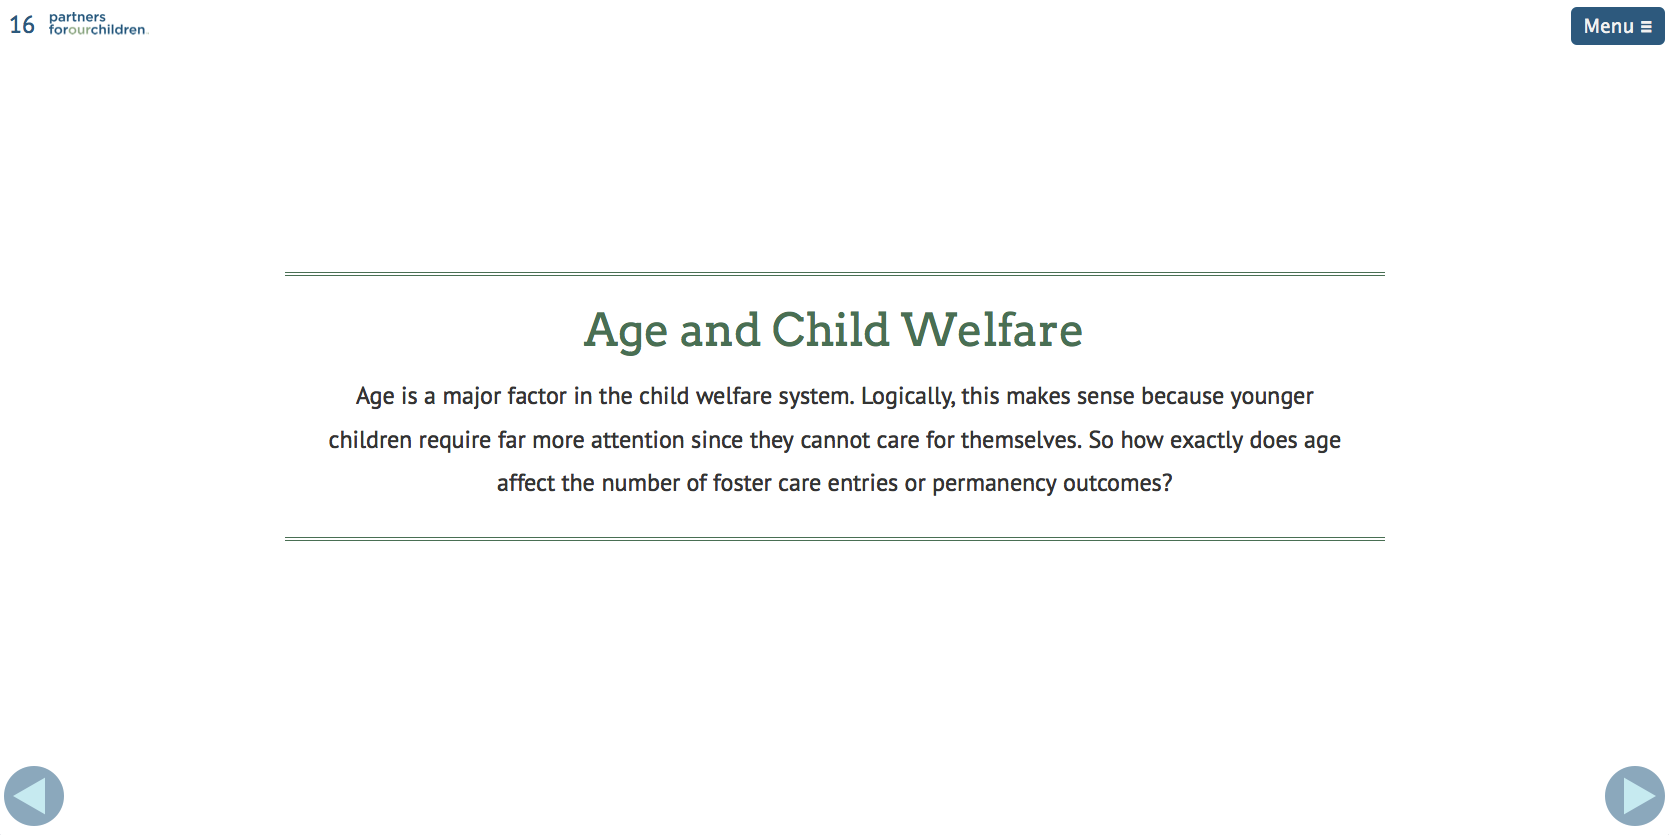 16
partners
forourchildren.
Menu
Age and Child Welfare
Age is a major factor in the child welfare system. Logically, this makes sense because younger
children require far more attention since they cannot care for themselves. So how exactly does age
affect the number of foster care entries or permanency outcomes?